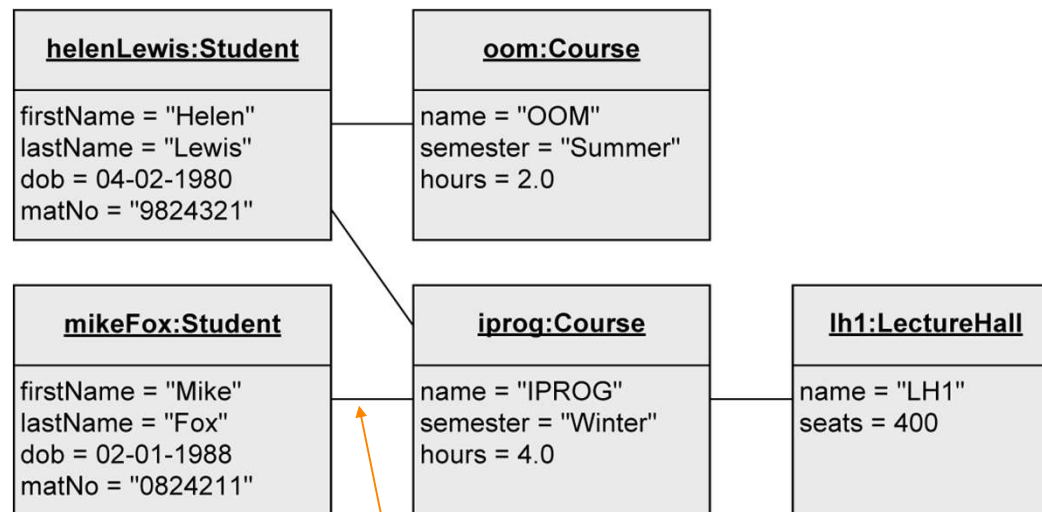 helenLewis:Student
firstName = "Helen"
lastName = "Lewis"
dob = 04-02-1980
matNo = "9824321"
oom:Course
name = "OOM"
semester = "Summer"
hours = 2.0
mikeFox:Student
firstName = "Mike"
lastName = "Fox"
dob = 02-01-1988
matNo = "0824211"
iprog:Course
name = "IPROG"
semester = "Winter"
hours = 4.0
lh1:LectureHall
name = "LH1"
seats = 400